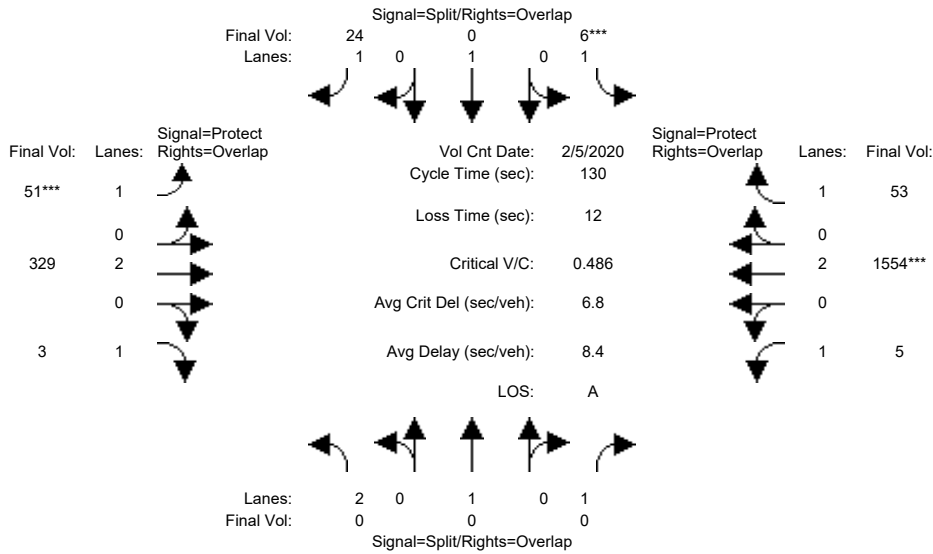 Signal=Split/Rights=Overlap
Final Vol: 24 0 6***
Lanes: 1 0 1 0 1
Signal=Protect
Final Vol: Lanes: Rights=Overlap
Vol Cnt Date: 2/5/2020
Signal=Protect
Rights=Overlap Lanes: Final Vol:
Cycle Time (sec): 130
51*** 1
1 53
Loss Time (sec): 12
0
0
329 2
Critical V/C: 0.486
2 1554***
0
Avg Crit Del (sec/veh): 6.8
0
3 1
Avg Delay (sec/veh): 8.4
1 5
LOS: A
Lanes: 2 0 1 0 1
Final Vol: 0 0 0
Signal=Split/Rights=Overlap